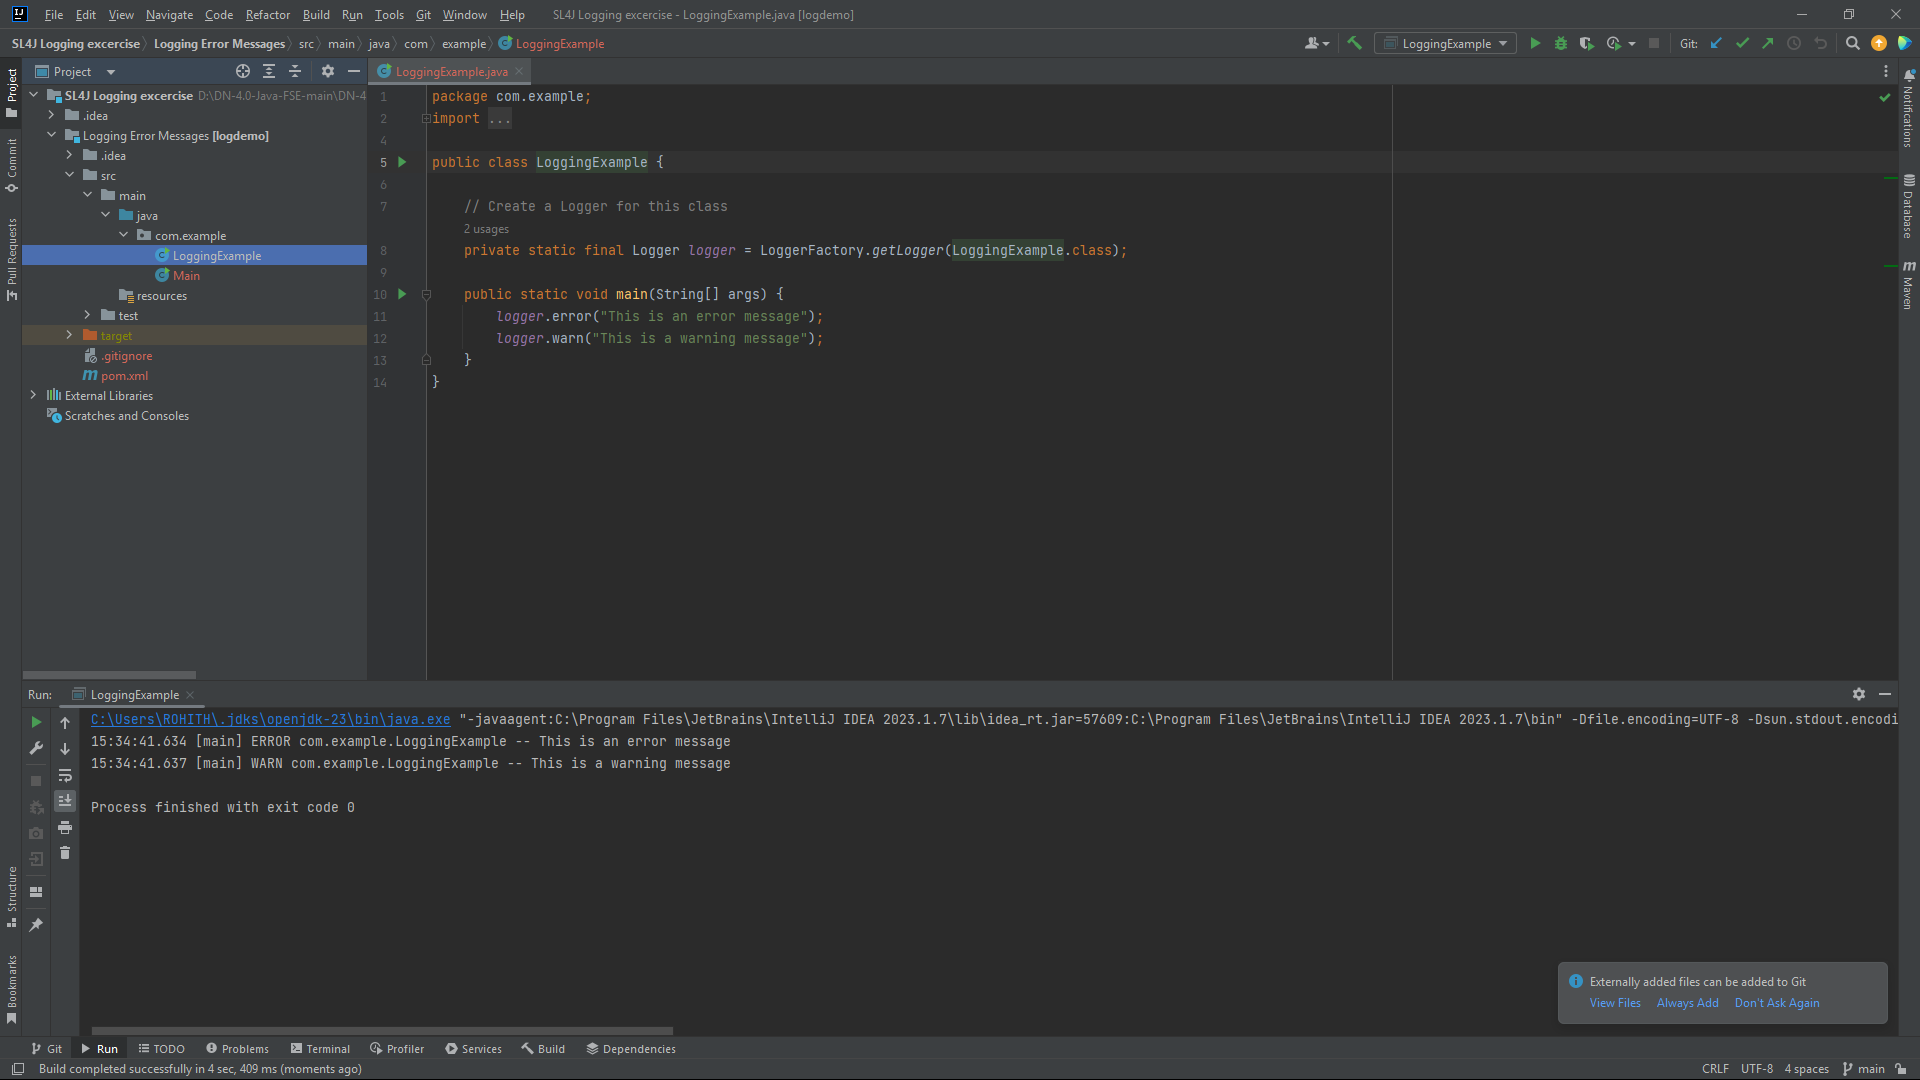 File Edit View Navigate Code Refactor Build Run Tools Git Window Help SL4J Logging excercise - LoggingExample.java [logdemo]
SL4J Logging excercise Logging Error Messages src main java com example LoggingExample
LoggingExample Git:
Project
LoggingExample.java
Project
Commit
Pull Requests
Structure
Bookmarks
Notifications
Database
Maven
SL4J Logging excercise D:\DN-4.0-Java-FSE-main\DN-4
.idea
Logging Error Messages [logdemo]
.idea
src
main
java
com.example
LoggingExample
Main
resources
test
target
.gitignore
pom.xml
External Libraries
Scratches and Consoles
1 package com.example;
2 import ...
4
5 public class LoggingExample {
6
7 // Create a Logger for this class
2 usages
8 private static final Logger logger = LoggerFactory.getLogger(LoggingExample.class);
9
10 public static void main(String[] args) {
11 logger.error("This is an error message");
12 logger.warn("This is a warning message");
13 }
14 }
Run: LoggingExample
C:\Users\ROHITH\.jdks\openjdk-23\bin\java.exe "-javaagent:C:\Program Files\JetBrains\IntelliJ IDEA 2023.1.7\lib\idea_rt.jar=57609:C:\Program Files\JetBrains\IntelliJ IDEA 2023.1.7\bin" -Dfile.encoding=UTF-8 -Dsun.stdout.encodi
15:34:41.634 [main] ERROR com.example.LoggingExample -- This is an error message
15:34:41.637 [main] WARN com.example.LoggingExample -- This is a warning message
Process finished with exit code 0
Externally added files can be added to Git
View Files Always Add Don't Ask Again
Git Run TODO Problems Terminal Profiler Services Build Dependencies
Build completed successfully in 4 sec, 409 ms (moments ago)
CRLF UTF-8 4 spaces main